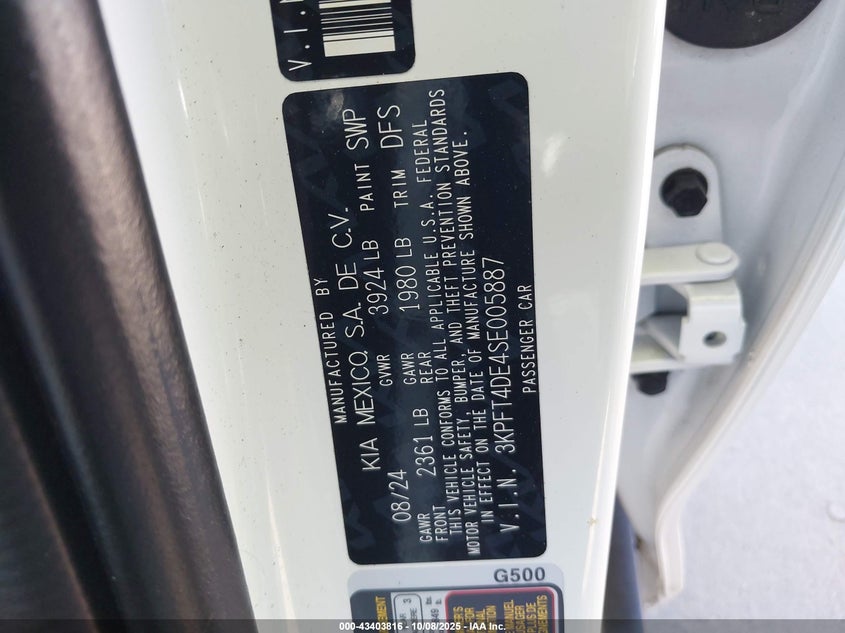 V.I.N
MANUFACTURED BY
KIA MEXICO, S.A. DE C.V.
08/24 GVWR 3924 LB PAINT SWP
GAWR FRONT 2361 LB GAWR REAR 1980 LB TRIM DFS
THIS VEHICLE CONFORMS TO ALL APPLICABLE U.S.A. FEDERAL
MOTOR VEHICLE SAFETY, BUMPER, AND THEFT PREVENTION STANDARDS
IN EFFECT ON THE DATE OF MANUFACTURE SHOWN ABOVE.
V.I.N. 3KPFT4DE4SE005887
PASSENGER CAR
G500
000-43403816 - 10/08/2025 - IAA Inc.